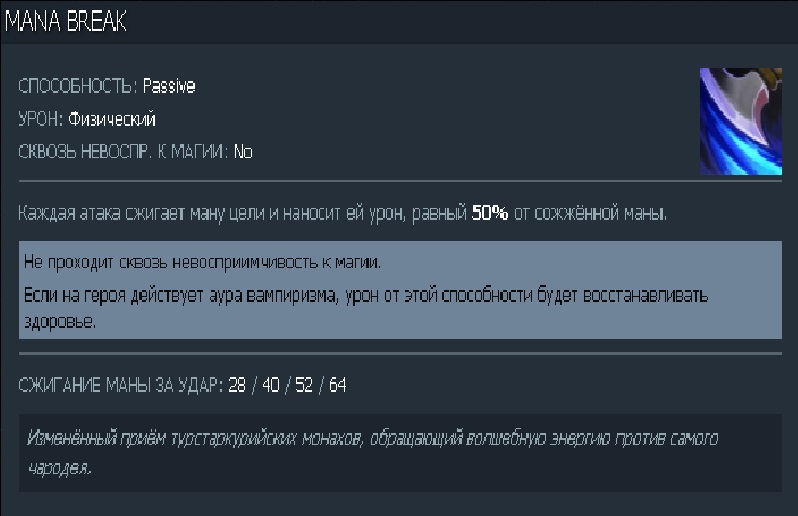 MANA BREAK
СПОСОБНОСТЬ: Passive
УРОН: Физический
СКВОЗЬ НЕВОСПР. К МАГИИ: No
Каждая атака сжигает ману цели и наносит ей урон, равный 50% от сожжённой маны.
Не проходит сквозь невосприимчивость к магии.
Если на героя действует аура вампиризма, урон от этой способности будет восстанавливать
здоровье.
СЖИГАНИЕ МАНЫ ЗА УДАР: 28 / 40 / 52 / 64
Изменённый приём турстаркурийских монахов, обращающий волшебную энергию против самого
чародея.